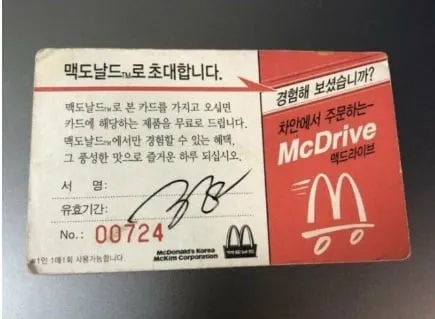 맥도날드™로 초대합니다.
맥도날드™로 본 카드를 가지고 오십면
카드에 해당하는 제품을 무료로 드립니다.
맥도날드™에서만 경험할 수 있는 혜택,
그 풍성한 맛으로 즐거운 하루 되십시오.
서 명:
유효기간:
No.: 00724
McDonald's Korea
McKim Corporation
*1인 1매1회 사용가능합니다.
경험해 보셨습니까?
차안에서 주문하는-
McDrive
맥드라이브